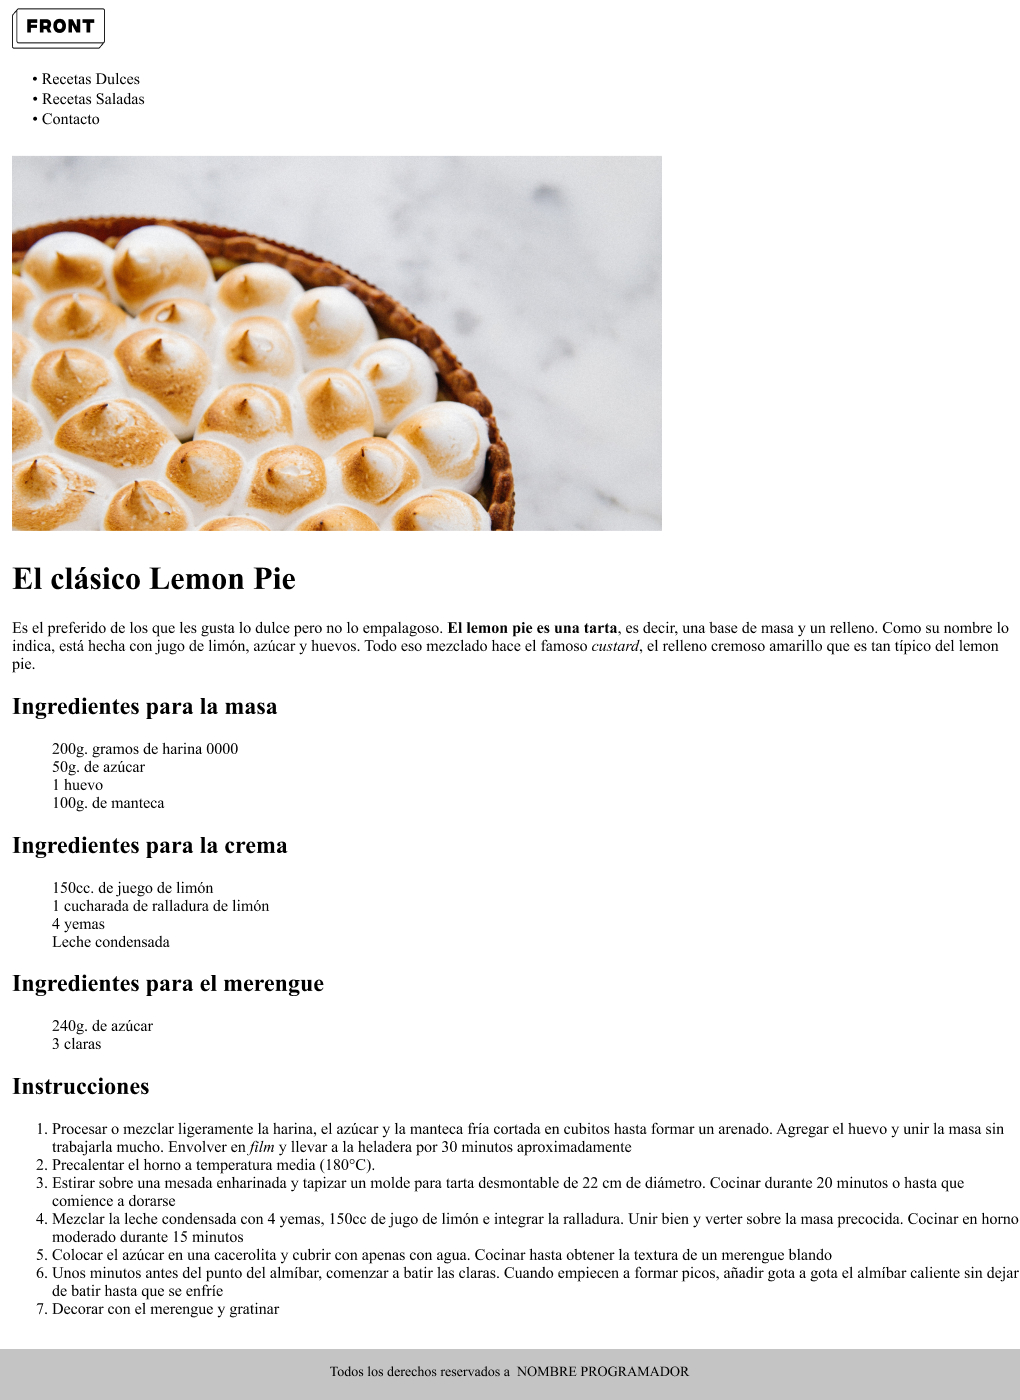 FRONT
• Recetas Dulces
• Recetas Saladas
• Contacto
El clásico Lemon Pie
Es el preferido de los que les gusta lo dulce pero no lo empalagoso. El lemon pie es una tarta, es decir, una base de masa y un relleno. Como su nombre lo
indica, está hecha con jugo de limón, azúcar y huevos. Todo eso mezclado hace el famoso custard, el relleno cremoso amarillo que es tan típico del lemon
pie.
Ingredientes para la masa
200g. gramos de harina 0000
50g. de azúcar
1 huevo
100g. de manteca
Ingredientes para la crema
150cc. de juego de limón
1 cucharada de ralladura de limón
4 yemas
Leche condensada
Ingredientes para el merengue
240g. de azúcar
3 claras
Instrucciones
1. Procesar o mezclar ligeramente la harina, el azúcar y la manteca fría cortada en cubitos hasta formar un arenado. Agregar el huevo y unir la masa sin
trabajarla mucho. Envolver en film y llevar a la heladera por 30 minutos aproximadamente
2. Precalentar el horno a temperatura media (180°C).
3. Estirar sobre una mesada enharinada y tapizar un molde para tarta desmontable de 22 cm de diámetro. Cocinar durante 20 minutos o hasta que
comience a dorarse
4. Mezclar la leche condensada con 4 yemas, 150cc de jugo de limón e integrar la ralladura. Unir bien y verter sobre la masa precocida. Cocinar en horno
moderado durante 15 minutos
5. Colocar el azúcar en una cacerolita y cubrir con apenas con agua. Cocinar hasta obtener la textura de un merengue blando
6. Unos minutos antes del punto del almíbar, comenzar a batir las claras. Cuando empiecen a formar picos, añadir gota a gota el almíbar caliente sin dejar
de batir hasta que se enfríe
7. Decorar con el merengue y gratinar
Todos los derechos reservados a  NOMBRE PROGRAMADOR